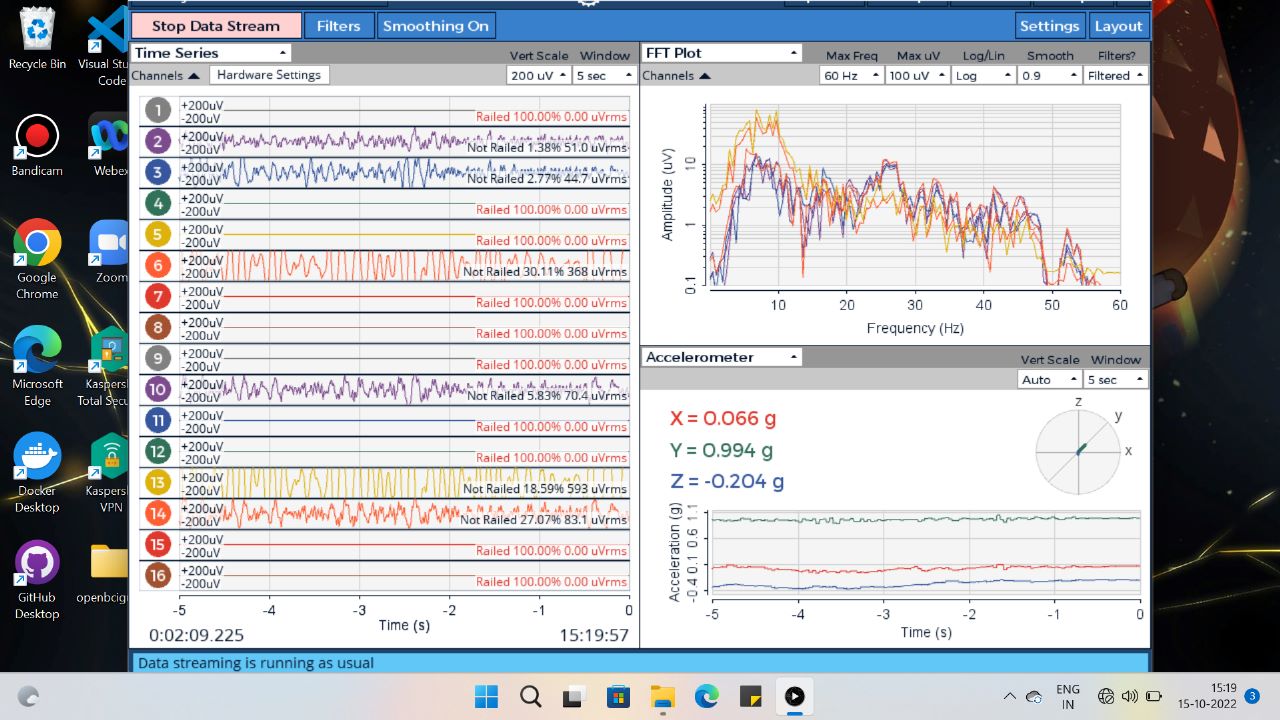 Recycle Bin
Visual Stu
Code
Bandicam
Webex
Google
Chrome
Zoom
Microsoft
Edge
Kaspers
Total Secu
Docker
Desktop
Kaspersk
VPN
GitHub
Desktop
openbcigu
Stop Data Stream Filters Smoothing On Settings Layout
Time Series
Vert Scale Window
Channels Hardware Settings 200 uV 5 sec
1 +200uV -200uV Railed 100.00% 0.00 uVrms
2 +200uV -200uV Not Railed 1.38% 51.0 uVrms
3 +200uV -200uV Not Railed 2.77% 44.7 uVrms
4 +200uV -200uV Railed 100.00% 0.00 uVrms
5 +200uV -200uV Railed 100.00% 0.00 uVrms
6 +200uV -200uV Not Railed 30.11% 368 uVrms
7 +200uV -200uV Railed 100.00% 0.00 uVrms
8 +200uV -200uV Railed 100.00% 0.00 uVrms
9 +200uV -200uV Railed 100.00% 0.00 uVrms
10 +200uV -200uV Not Railed 5.83% 70.4 uVrms
11 +200uV -200uV Railed 100.00% 0.00 uVrms
12 +200uV -200uV Railed 100.00% 0.00 uVrms
13 +200uV -200uV Not Railed 18.59% 593 uVrms
14 +200uV -200uV Not Railed 27.07% 83.1 uVrms
15 +200uV -200uV Railed 100.00% 0.00 uVrms
16 +200uV -200uV Railed 100.00% 0.00 uVrms
-5 -4 -3 -2 -1 0
Time (s)
0:02:09.225 15:19:57
FFT Plot
Max Freq Max uV Log/Lin Smooth Filters?
Channels 60 Hz 100 uV Log 0.9 Filtered
Amplitude (uV)
10
1
0.1
10 20 30 40 50 60
Frequency (Hz)
Accelerometer
Vert Scale Window
Auto 5 sec
X = 0.066 g
Y = 0.994 g
Z = -0.204 g
z
y
x
Acceleration (g)
1.1
0.6
0.1
-0.4
-5 -4 -3 -2 -1 0
Time (s)
Data streaming is running as usual
ENG
IN
15:19
15-10-2022
3